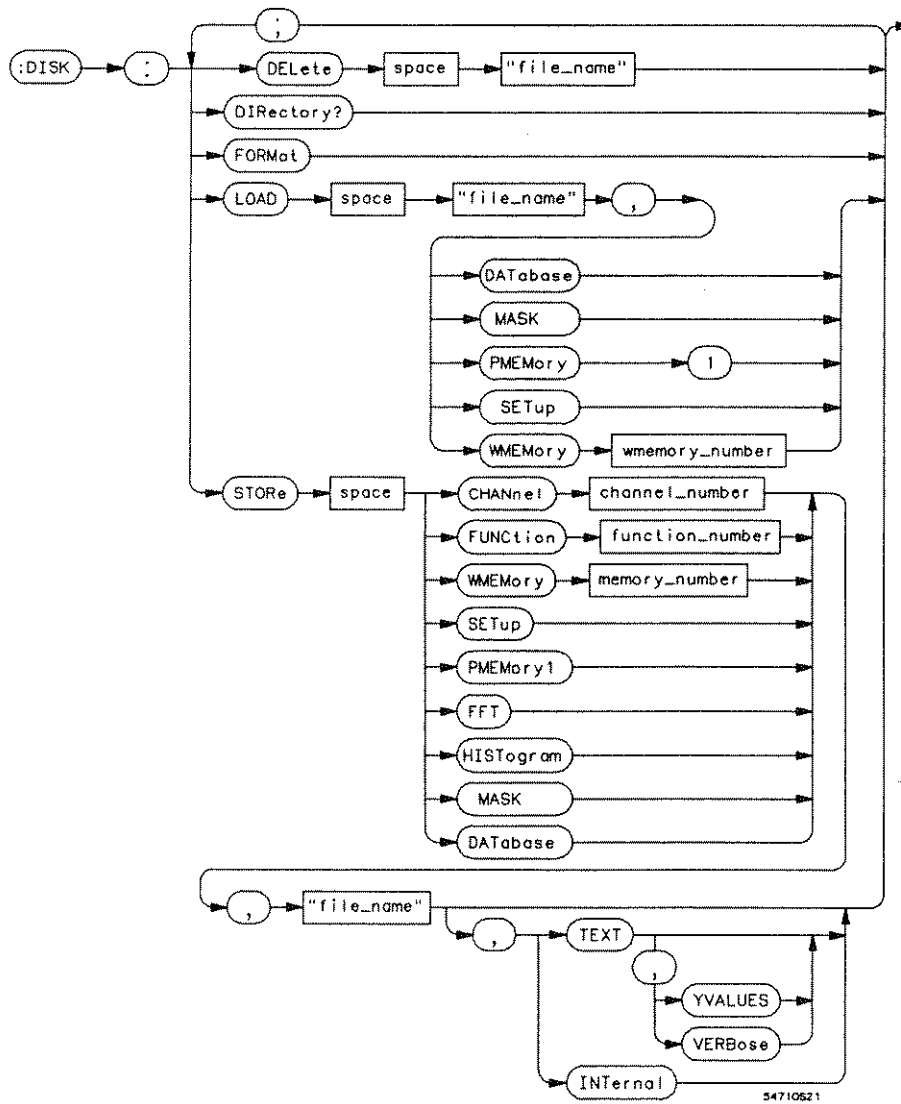 ;
:DISK : DELete space "file_name"
DIRectory?
FORMat
LOAD space "file_name" ,
DATabase
MASK
PMEMory 1
SETup
WMEMory wmemory_number
STORe space CHANnel channel_number
FUNCtion function_number
WMEMory memory_number
SETup
PMEMory1
FFT
HISTogram
MASK
DATabase
, "file_name"
, TEXT
,
YVALUES
VERBose
INTernal
54710S21